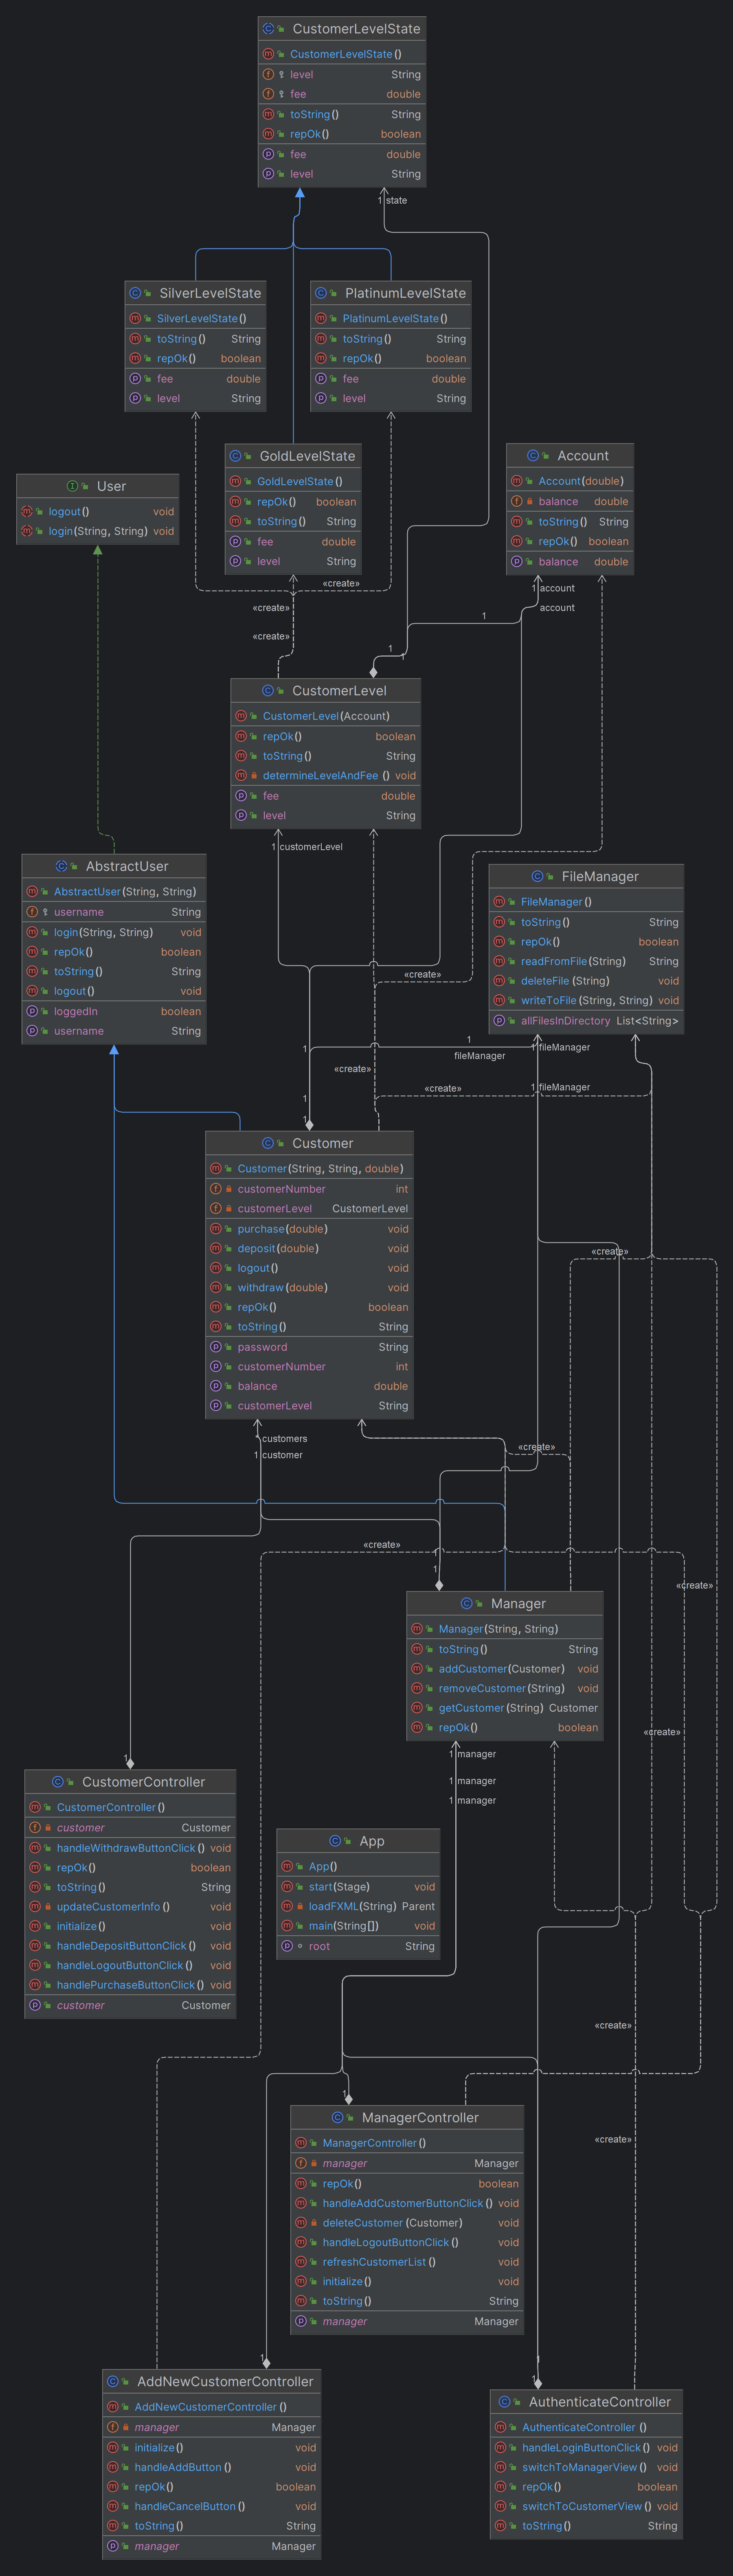 CustomerLevelState
CustomerLevelState()
level String
fee double
toString() String
repOk() boolean
fee double
level String
1 state
SilverLevelState
SilverLevelState()
toString() String
repOk() boolean
fee double
level String
PlatinumLevelState
PlatinumLevelState()
toString() String
repOk() boolean
fee double
level String
GoldLevelState
GoldLevelState()
repOk() boolean
toString() String
fee double
level String
Account
Account(double)
balance double
toString() String
repOk() boolean
balance double
User
logout() void
login(String, String) void
«create»
«create»
«create»
1 account
account
1
1
1
CustomerLevel
CustomerLevel(Account)
repOk() boolean
toString() String
determineLevelAndFee () void
fee double
level String
1 customerLevel
AbstractUser
AbstractUser(String, String)
username String
login(String, String) void
repOk() boolean
toString() String
logout() void
loggedIn boolean
username String
FileManager
FileManager()
toString() String
repOk() boolean
readFromFile(String) String
deleteFile (String) void
writeToFile(String, String) void
allFilesInDirectory List<String>
«create»
1
1 fileManager
fileManager
1
«create»
«create»
1 fileManager
1
1
Customer
Customer(String, String, double)
customerNumber int
customerLevel CustomerLevel
purchase(double) void
deposit(double) void
logout() void
withdraw(double) void
repOk() boolean
toString() String
password String
customerNumber int
balance double
customerLevel String
«create»
* customers
1 customer
«create»
«create»
1
1
«create»
Manager
Manager(String, String)
toString() String
addCustomer(Customer) void
removeCustomer(String) void
getCustomer(String) Customer
repOk() boolean
«create»
1 manager
1 manager
1 manager
1
CustomerController
CustomerController()
customer Customer
handleWithdrawButtonClick() void
repOk() boolean
toString() String
updateCustomerInfo () void
initialize() void
handleDepositButtonClick() void
handleLogoutButtonClick() void
handlePurchaseButtonClick() void
customer Customer
App
App()
start(Stage) void
loadFXML(String) Parent
main(String[]) void
root String
«create»
1
ManagerController
ManagerController()
manager Manager
repOk() boolean
handleAddCustomerButtonClick() void
deleteCustomer (Customer) void
handleLogoutButtonClick() void
refreshCustomerList () void
initialize() void
toString() String
manager Manager
«create»
1
AddNewCustomerController
AddNewCustomerController()
manager Manager
initialize() void
handleAddButton () void
repOk() boolean
handleCancelButton() void
toString() String
manager Manager
1
1
AuthenticateController
AuthenticateController ()
handleLoginButtonClick() void
switchToManagerView() void
repOk() boolean
switchToCustomerView() void
toString() String